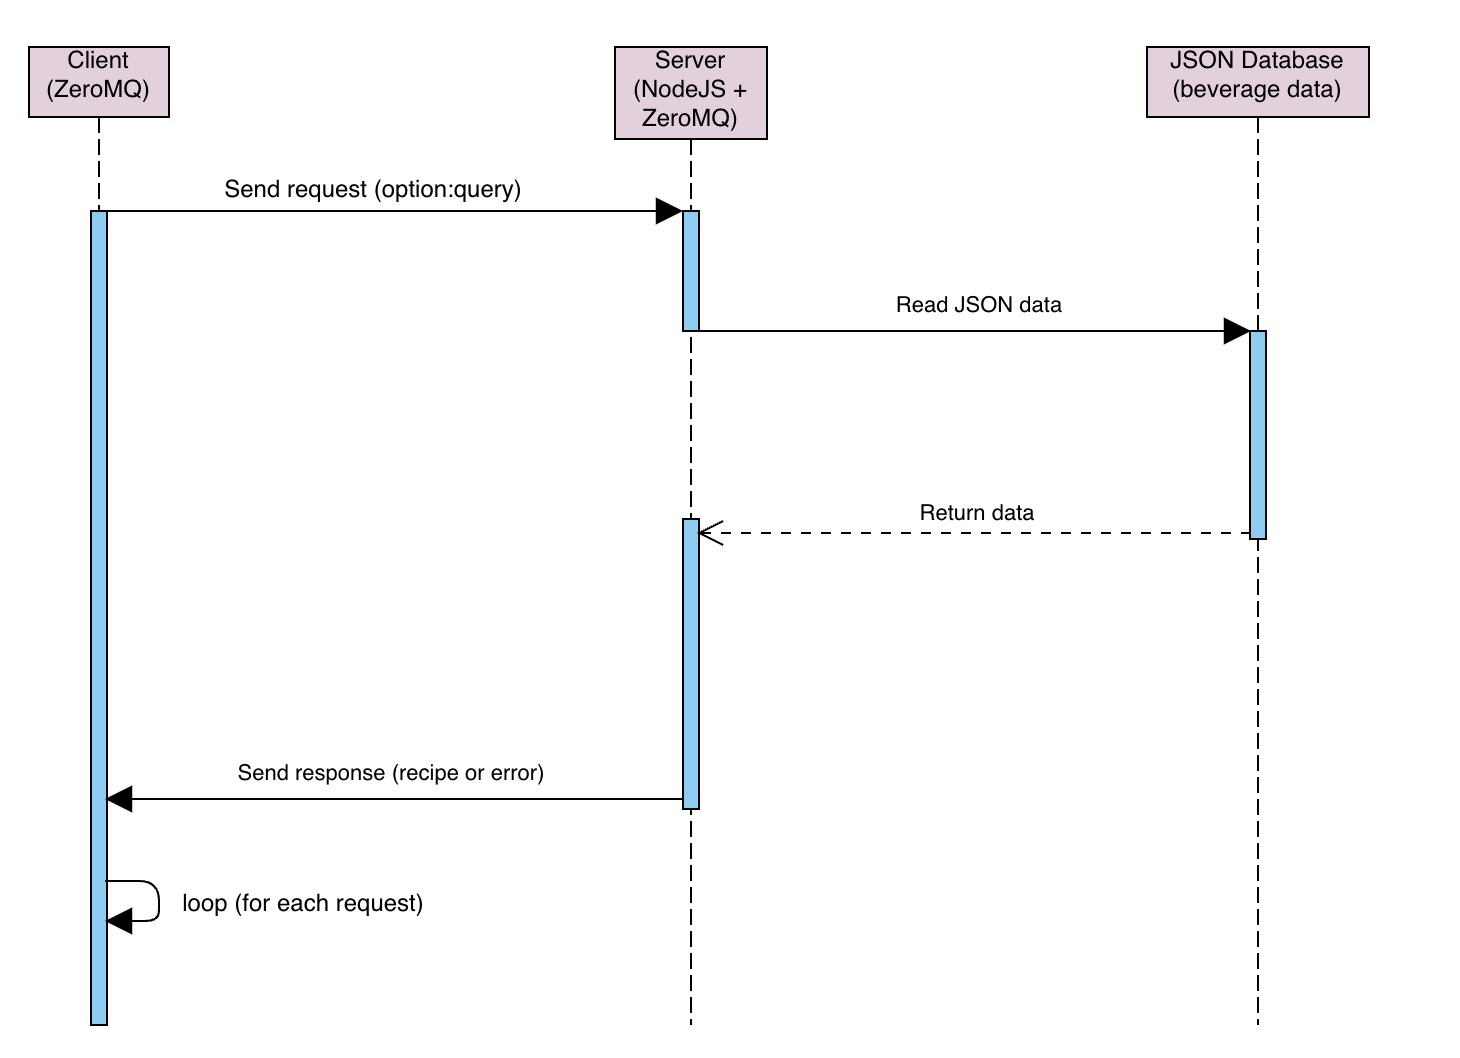 Client
(ZeroMQ)
Server
(NodeJS +
ZeroMQ)
JSON Database
(beverage data)
Send request (option:query)
Read JSON data
Return data
Send response (recipe or error)
loop (for each request)